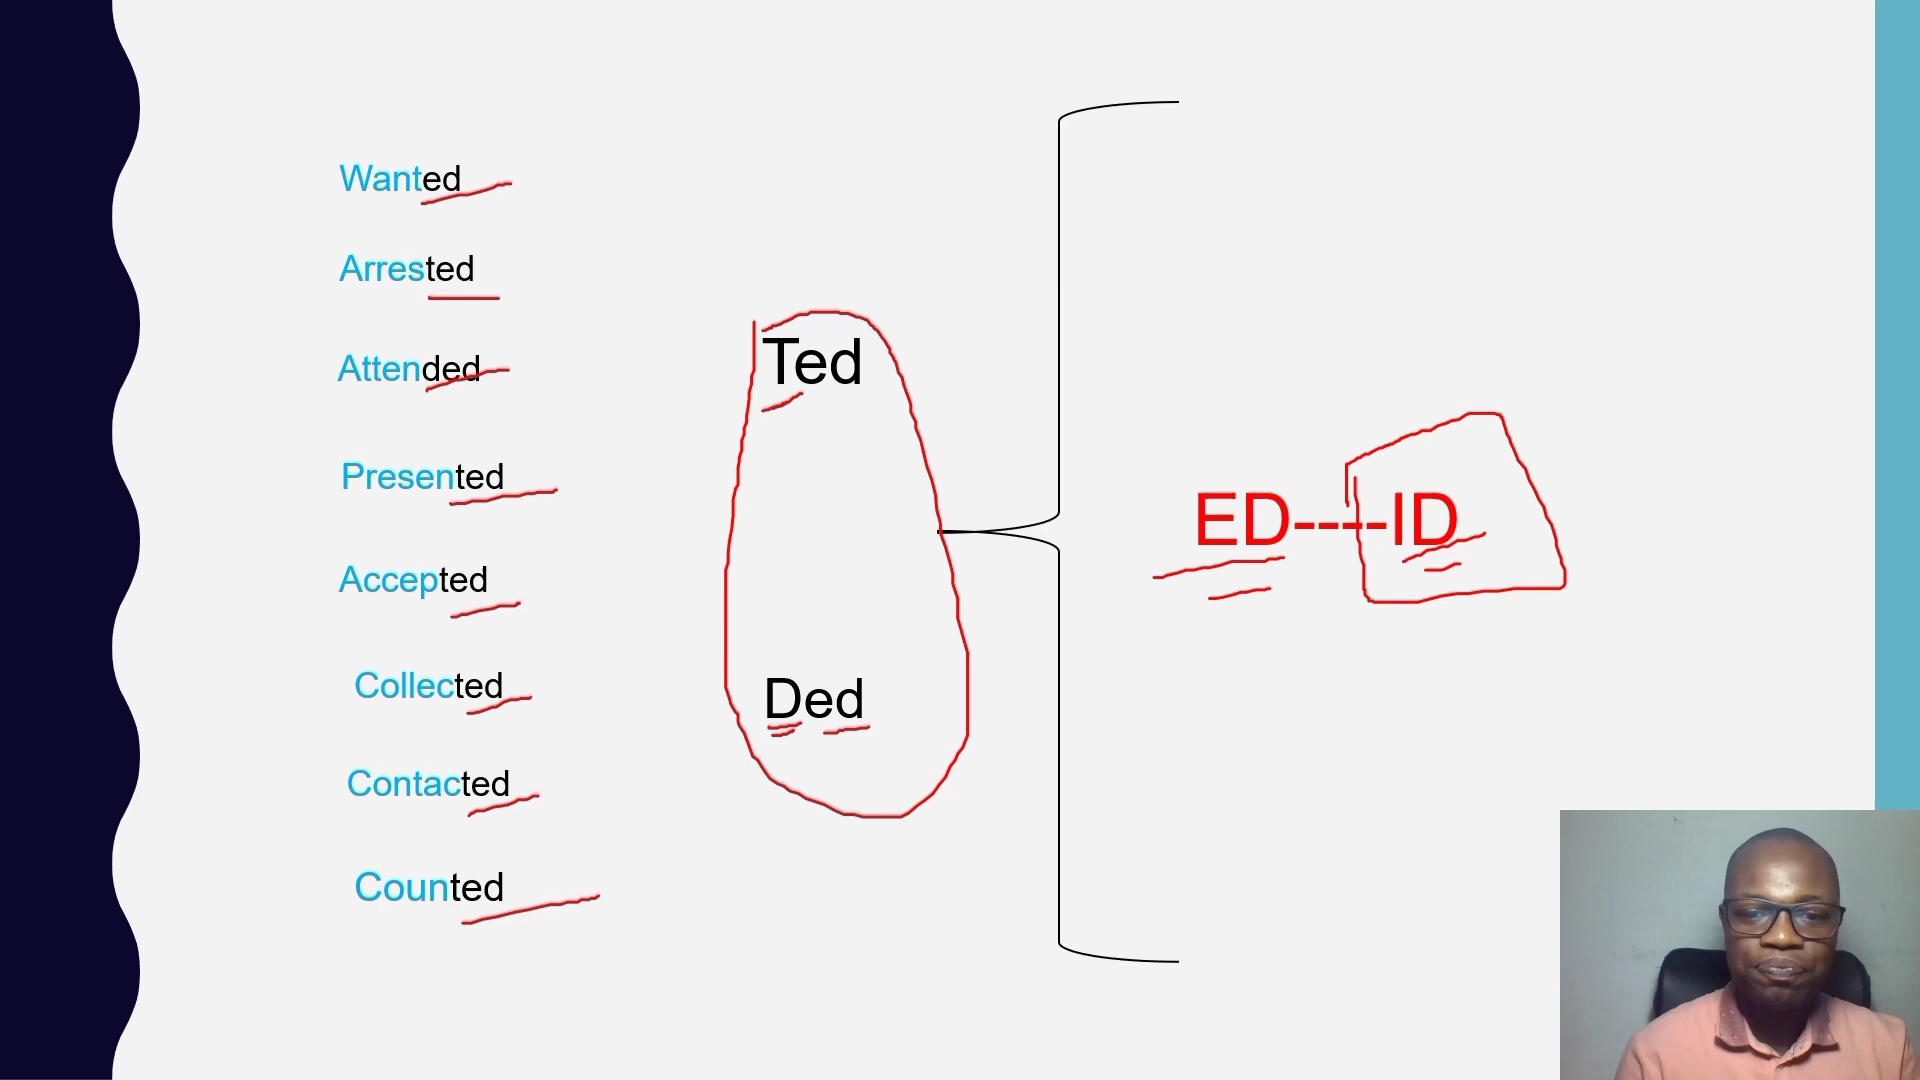 Wanted
Arrested
Attended
Presented
Accepted
Collected
Contacted
Counted
Ted
Ded
ED----ID